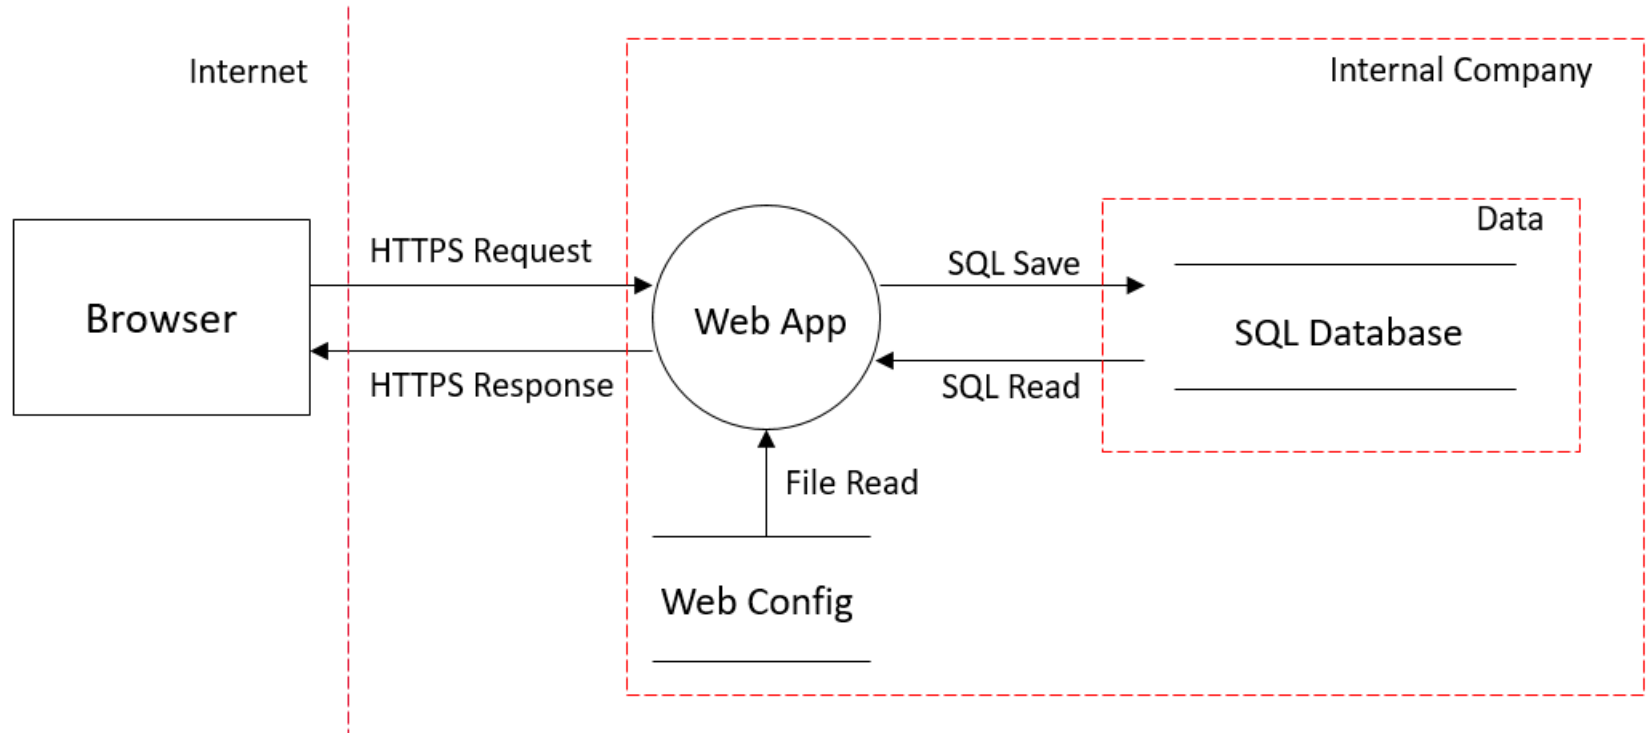 Internet
Internal Company
Data
HTTPS Request
SQL Save
Browser
Web App
SQL Database
HTTPS Response
SQL Read
File Read
Web Config